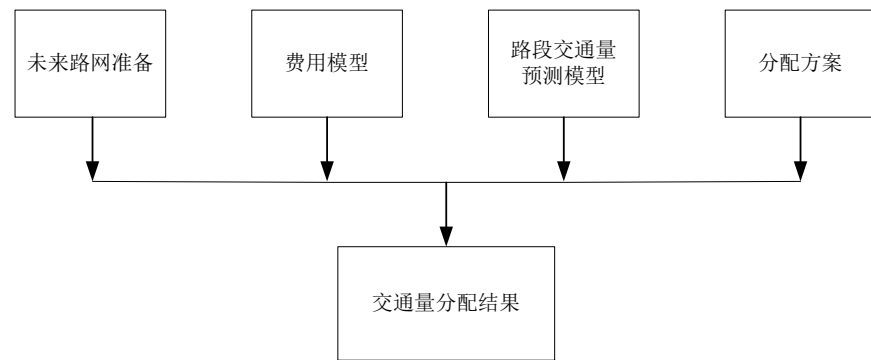 未来路网准备
费用模型
路段交通量
预测模型
分配方案
交通量分配结果